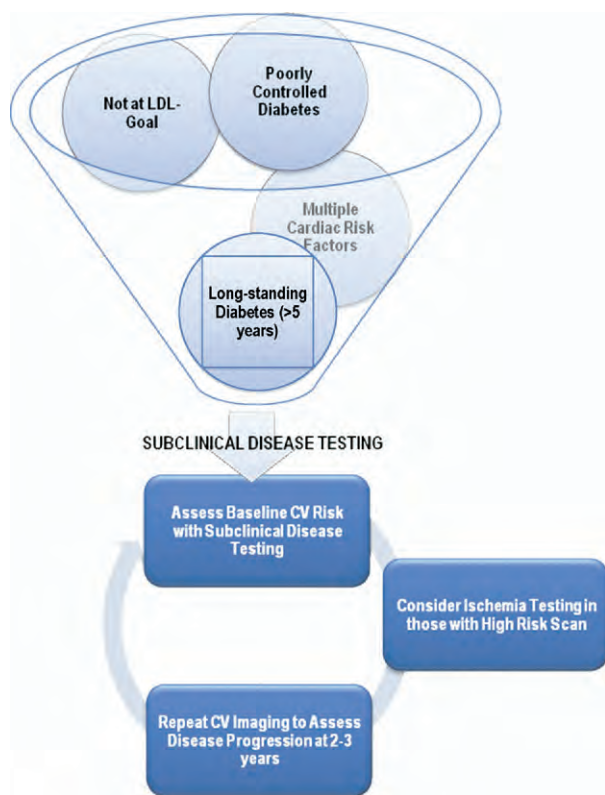 Not at LDL-
Goal
Poorly
Controlled
Diabetes
Multiple
Cardiac Risk
Factors
Long-standing
Diabetes (>5
years)
SUBCLINICAL DISEASE TESTING
Assess Baseline CV Risk
with Subclinical Disease
Testing
Consider Ischemia Testing in
those with High Risk Scan
Repeat CV Imaging to Assess
Disease Progression at 2-3
years